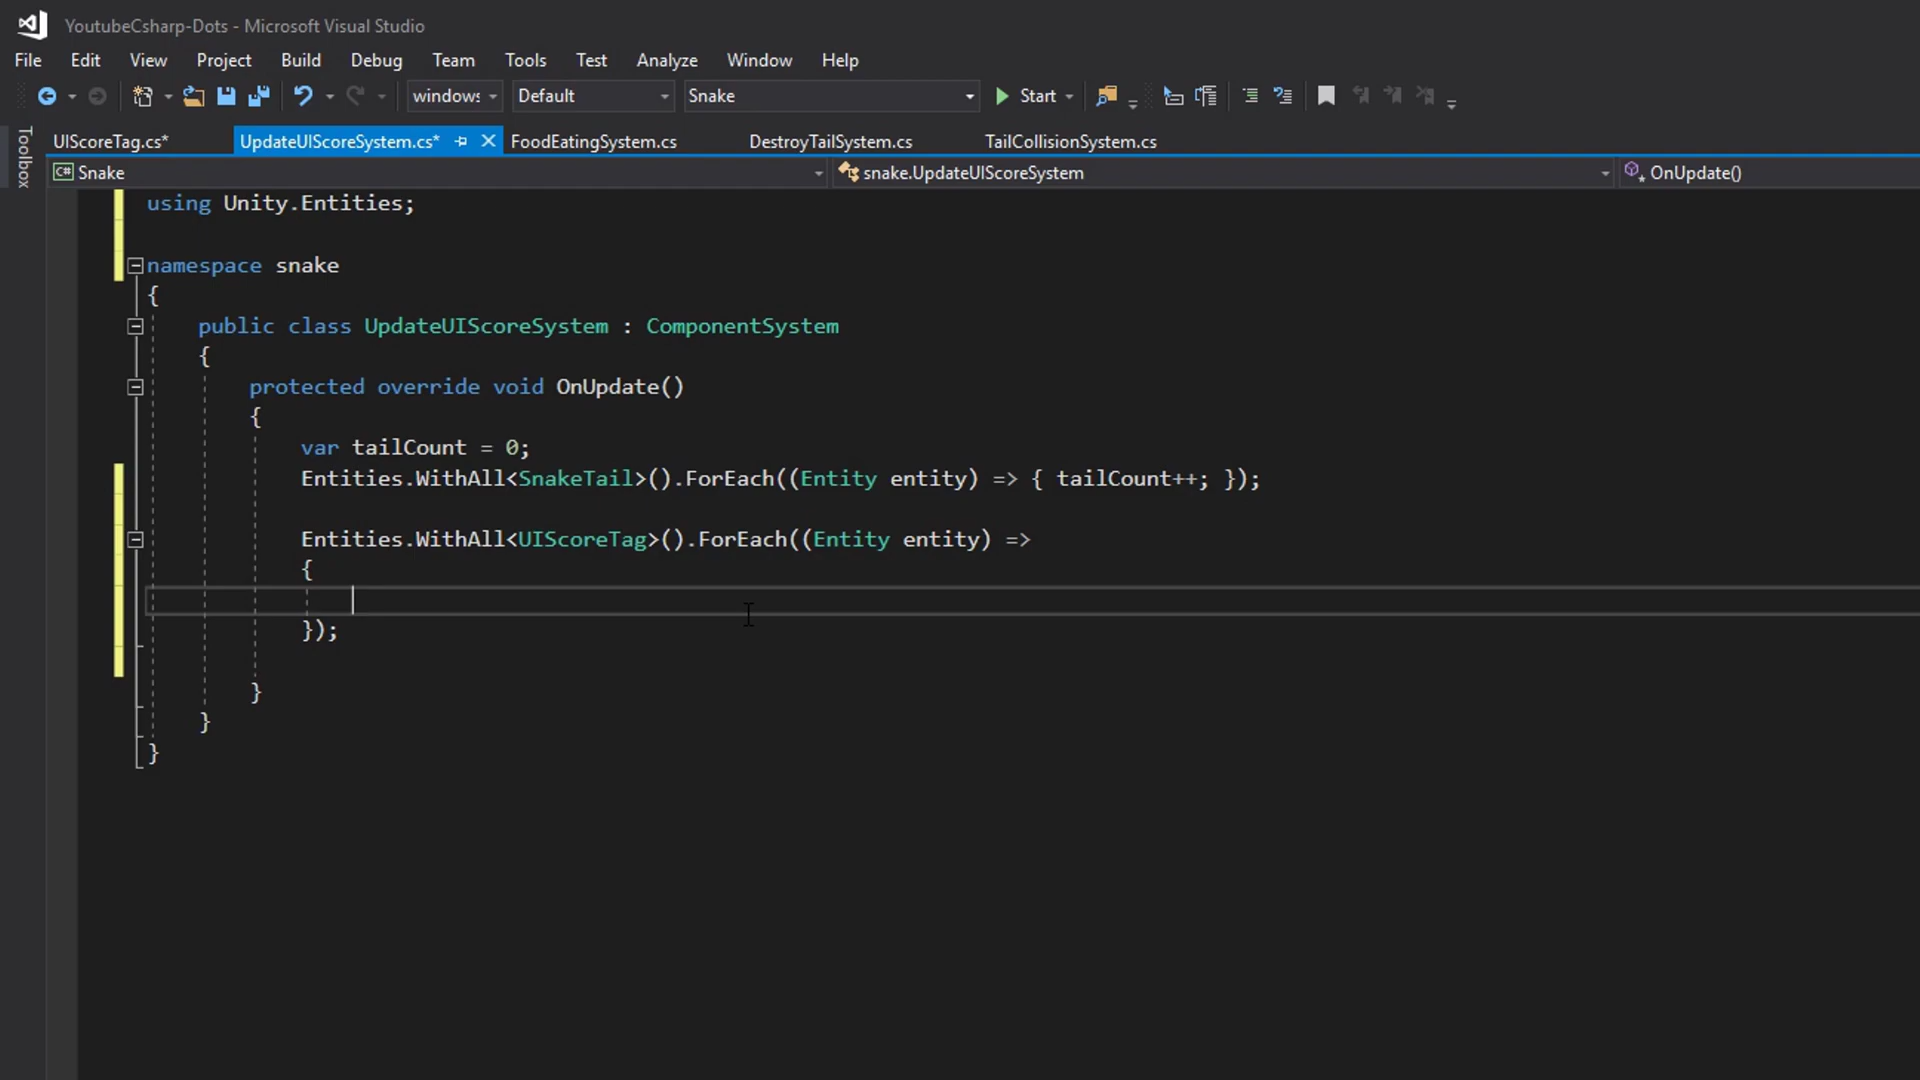 YoutubeCsharp-Dots - Microsoft Visual Studio
File Edit View Project Build Debug Team Tools Test Analyze Window Help
windows Default Snake Start
UIScoreTag.cs* UpdateUIScoreSystem.cs* FoodEatingSystem.cs DestroyTailSystem.cs TailCollisionSystem.cs
Toolbox
C# Snake snake.UpdateUIScoreSystem OnUpdate()
using Unity.Entities;
namespace snake
{
public class UpdateUIScoreSystem : ComponentSystem
{
protected override void OnUpdate()
{
var tailCount = 0;
Entities.WithAll<SnakeTail>().ForEach((Entity entity) => { tailCount++; });
Entities.WithAll<UIScoreTag>().ForEach((Entity entity) =>
{
});
}
}
}